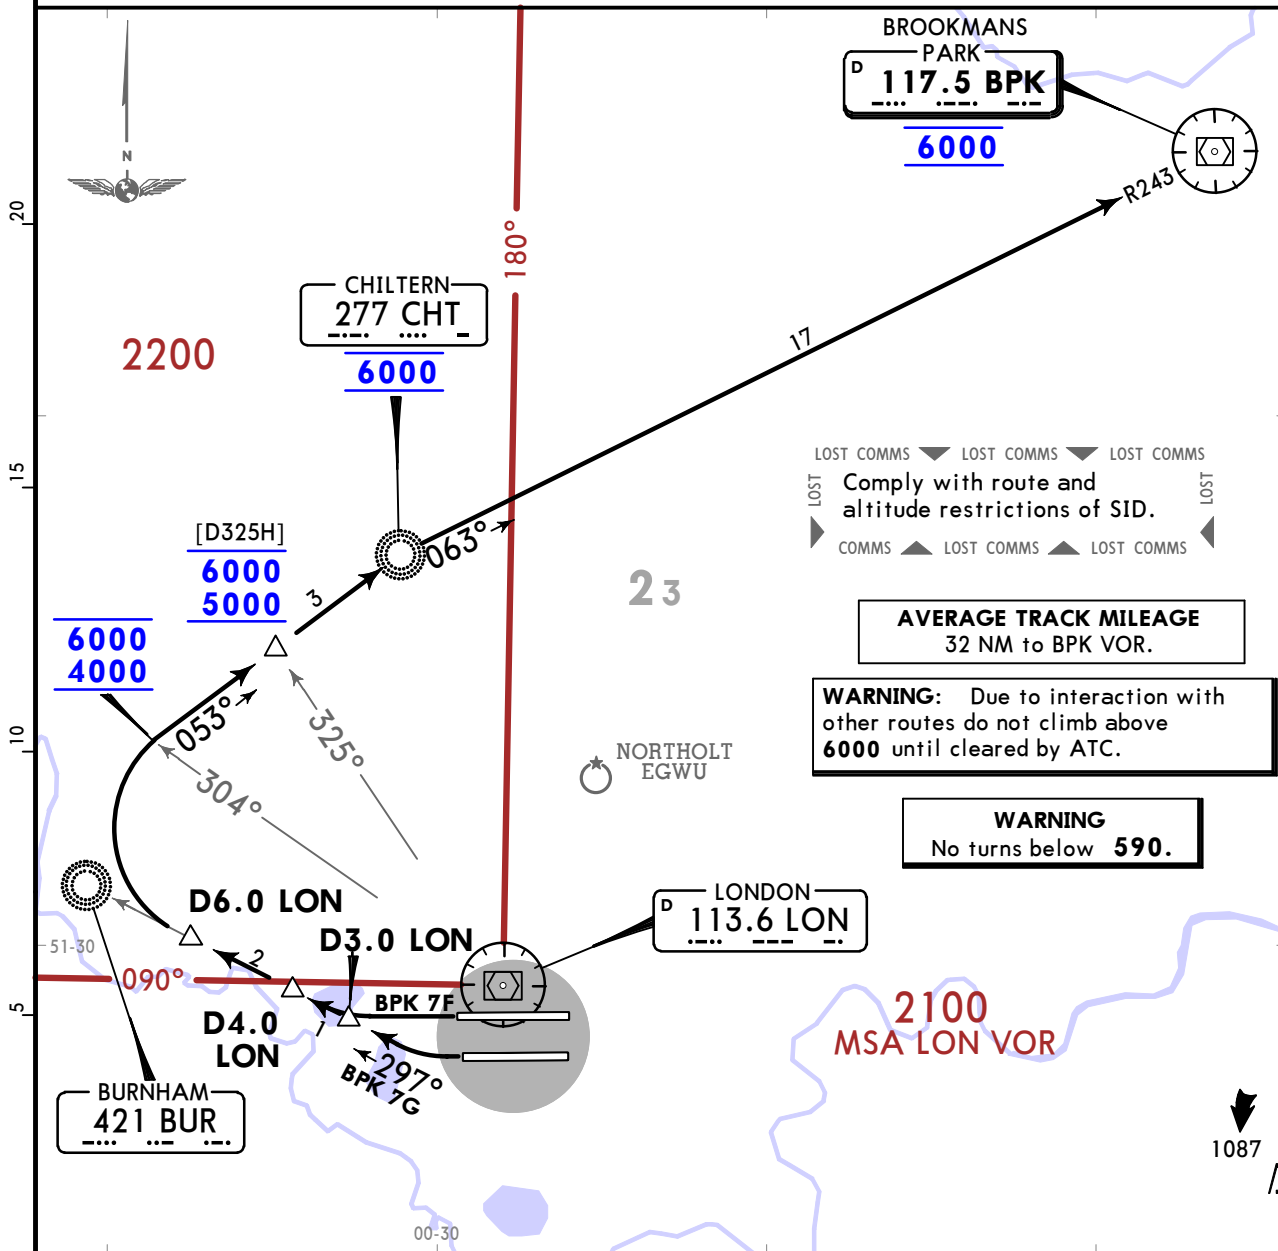 BROOKMANS
PARK
D 117.5 BPK
6000
N
R243
20
180°
CHILTERN
277 CHT
6000
2200
17
LOST COMMS LOST COMMS LOST COMMS
LOST
Comply with route and
altitude restrictions of SID.
LOST
COMMS LOST COMMS LOST COMMS
15
[D325H]
6000
5000
063°
3
23
6000
4000
AVERAGE TRACK MILEAGE
32 NM to BPK VOR.
WARNING: Due to interaction with
other routes do not climb above
6000 until cleared by ATC.
053°
325°
10
304°
NORTHOLT
EGWU
WARNING
No turns below 590.
D6.0 LON
LONDON
D 113.6 LON
D3.0 LON
51-30
2
090°
5
BPK 7F
D4.0
LON
1
297°
BPK 7G
2100
MSA LON VOR
BURNHAM
421 BUR
1087
00-30